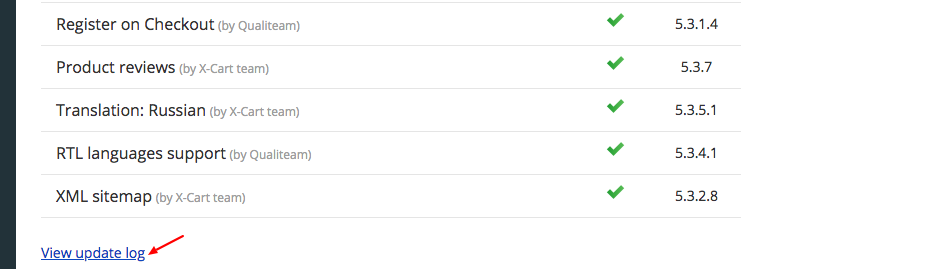 Register on Checkout (by Qualiteam) 5.3.1.4
Product reviews (by X-Cart team) 5.3.7
Translation: Russian (by X-Cart team) 5.3.5.1
RTL languages support (by Qualiteam) 5.3.4.1
XML sitemap (by X-Cart team) 5.3.2.8
View update log